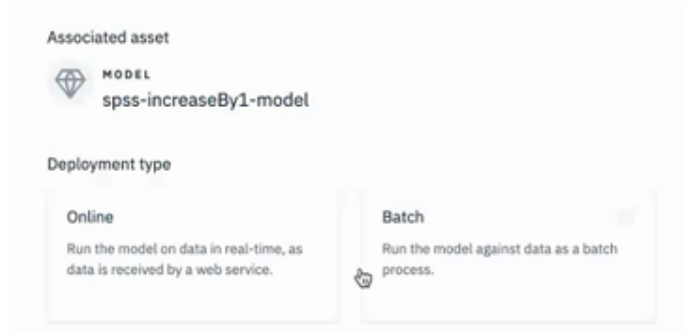 Associated asset
MODEL
spss-increaseBy1-model
Deployment type
Online
Run the model on data in real-time, as
data is received by a web service.
Batch
Run the model against data as a batch
process.